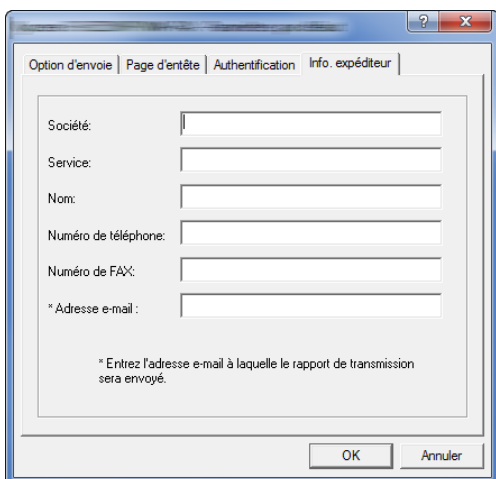 Option d'envoie Page d'entête Authentification Info. expéditeur
Société:
Service:
Nom:
Numéro de téléphone:
Numéro de FAX:
* Adresse e-mail :
* Entrez l'adresse e-mail à laquelle le rapport de transmission
sera envoyé.
OK Annuler